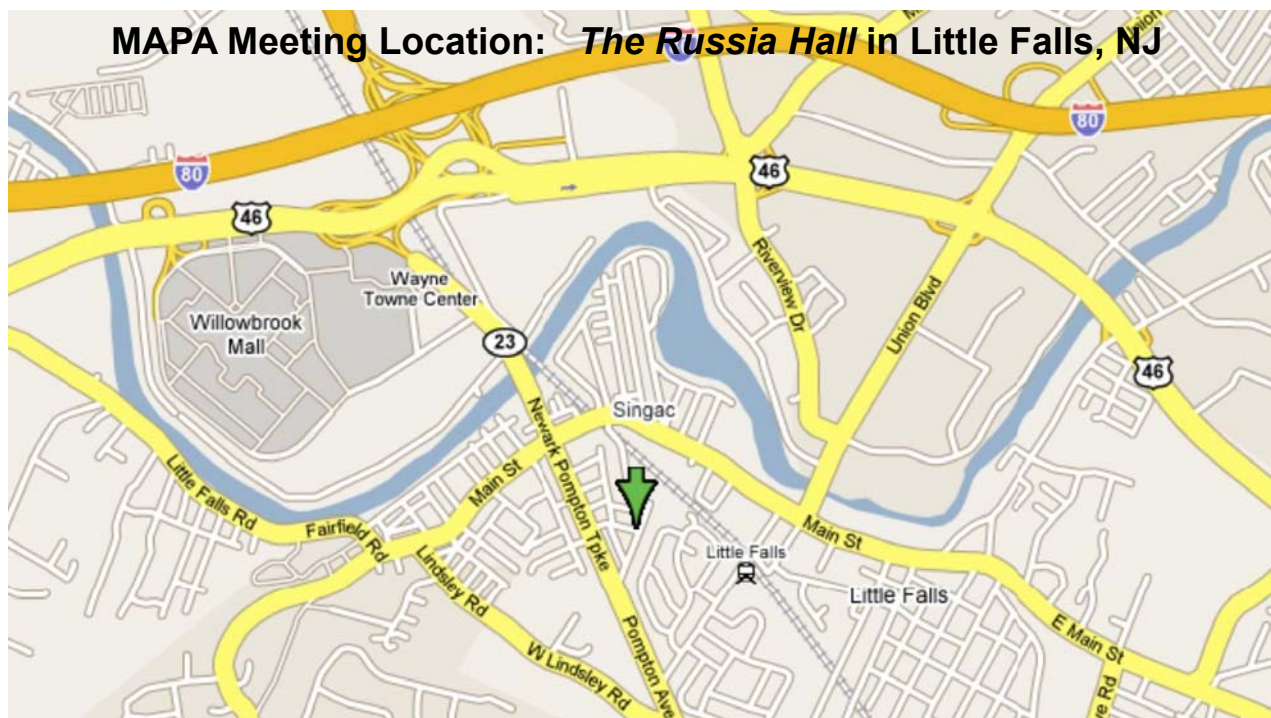 MAPA Meeting Location: The Russia Hall in Little Falls, NJ
80
80
80
46
46
46
Union
Wayne
Towne Center
Willowbrook
Mall
Riverview Dr
Union Blvd
23
Singac
Newark Pompton Tpke
Main St
Little Falls Rd
Fairfield Rd
Lindsley Rd
Main St
Little Falls
Little Falls
E Main St
W Lindsley Rd
Pompton Ave